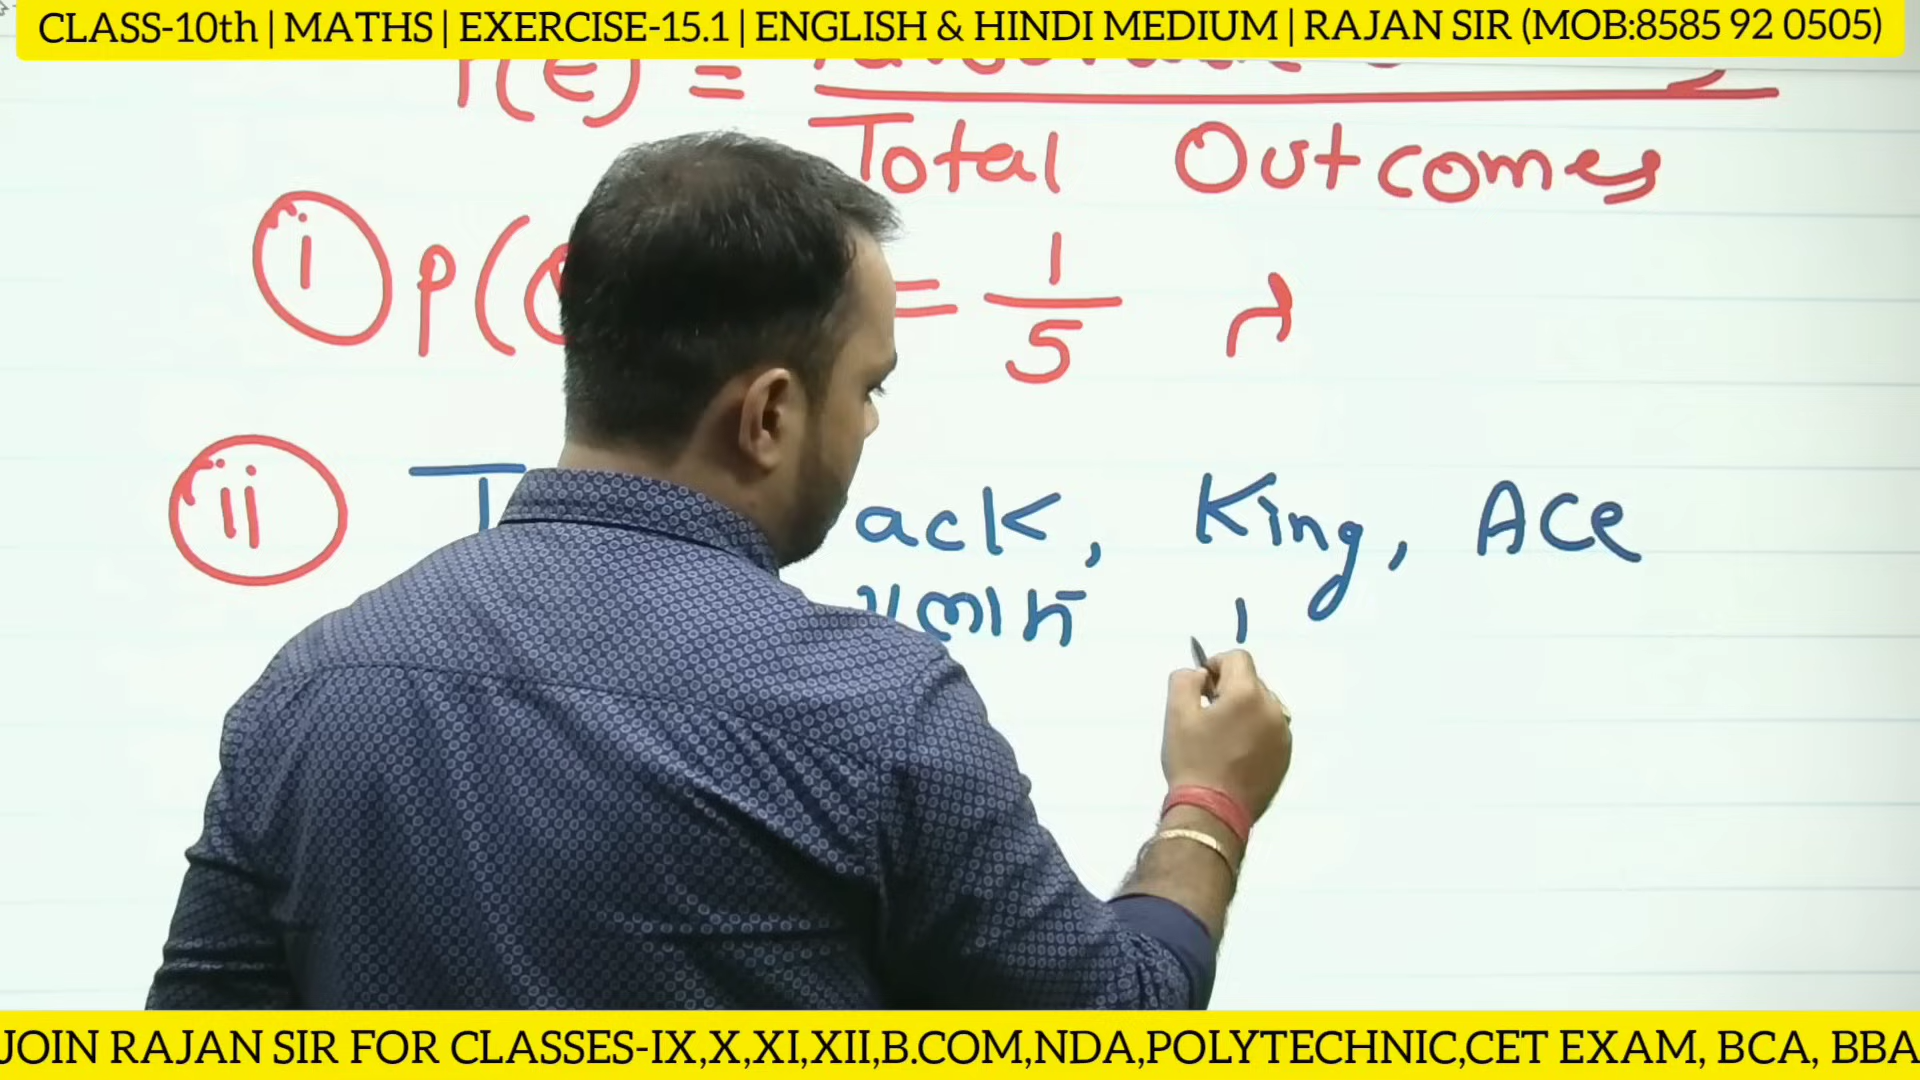 CLASS-10th | MATHS | EXERCISE-15.1 | ENGLISH & HINDI MEDIUM | RAJAN SIR (MOB:8585 92 0505)
P(E) =
Total Outcomes
i P( = 1/5
ii T ack, King, Ace
JOIN RAJAN SIR FOR CLASSES-IX,X,XI,XII,B.COM,NDA,POLYTECHNIC,CET EXAM, BCA, BBA